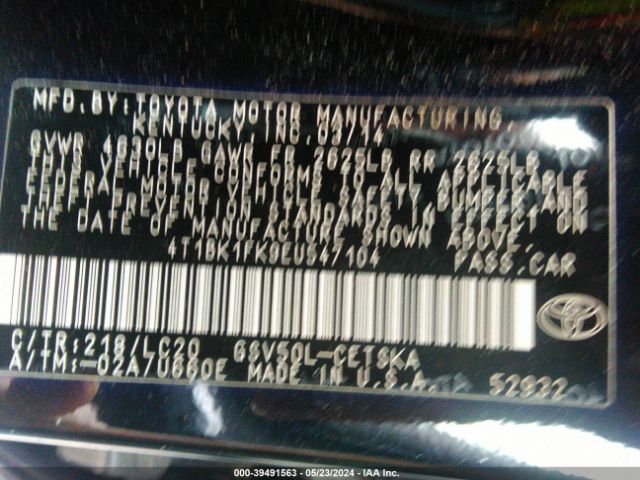 MFD. BY: TOYOTA MOTOR MANUFACTURING,
KENTUCKY INC. 03/14
GVWR 4630LB GAWR FR 2625LB RR 2625LB
THIS VEHICLE CONFORMS TO ALL APPLICABLE
FEDERAL MOTOR VEHICLE SAFETY, BUMPER, AND
THEFT PREVENTION STANDARDS IN EFFECT ON
THE DATE OF MANUFACTURE SHOWN ABOVE.
4T1BK1FK9EU547104 PASS.CAR
C/TR:218/LC20 GSV50L-CETSKA
A/TM:-02A/U660E MADE IN U.S.A. 52932
000-39491563 - 05/23/2024 - IAA Inc.